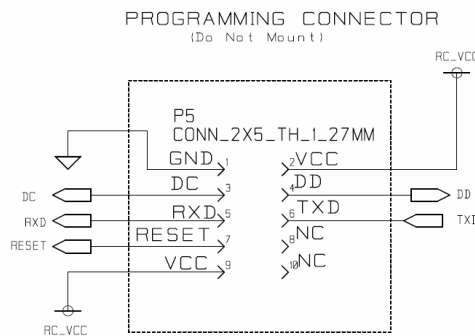 PROGRAMMING CONNECTOR
(Do Not Mount)
RC_VCC
P5
CONN_2X5_TH_1_27MM
GND 1 2 VCC
DC DC 3 4 DD DD
RXD RXD 5 6 TXD TXD
RESET RESET 7 8 NC
VCC 9 10 NC
RC_VCC